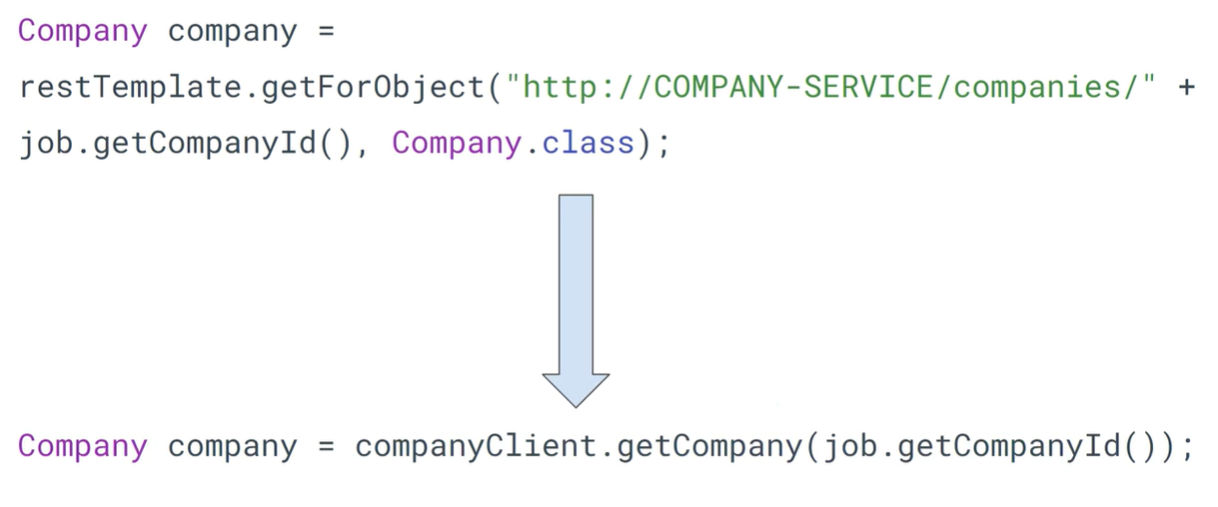 Company company =
restTemplate.getForObject("http://COMPANY-SERVICE/companies/" +
job.getCompanyId(), Company.class);
Company company = companyClient.getCompany(job.getCompanyId());